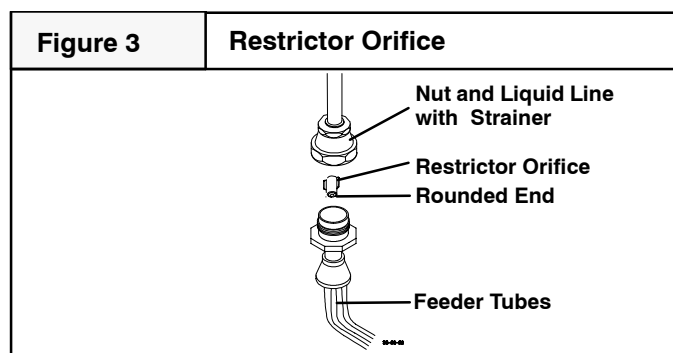 Figure 3
Restrictor Orifice
Nut and Liquid Line
with Strainer
Restrictor Orifice
Rounded End
Feeder Tubes